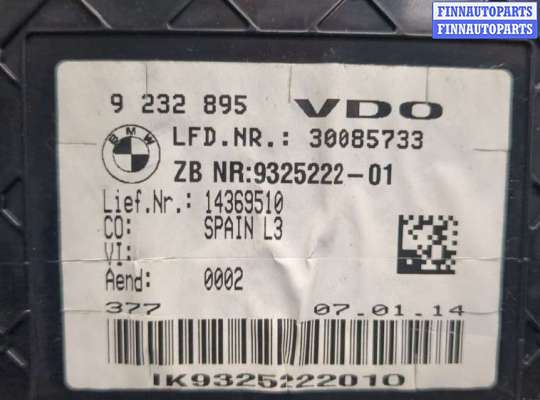 FINNAUTOPARTS
FINNAUTOPARTS
9 232 895 VDO
BMW
LFD.NR.: 30085733
ZB NR:9325222-01
Lief.Nr.: 14369510
CO: SPAIN L3
VI:
Aend: 0002
377 07.01.14
IK9325222010